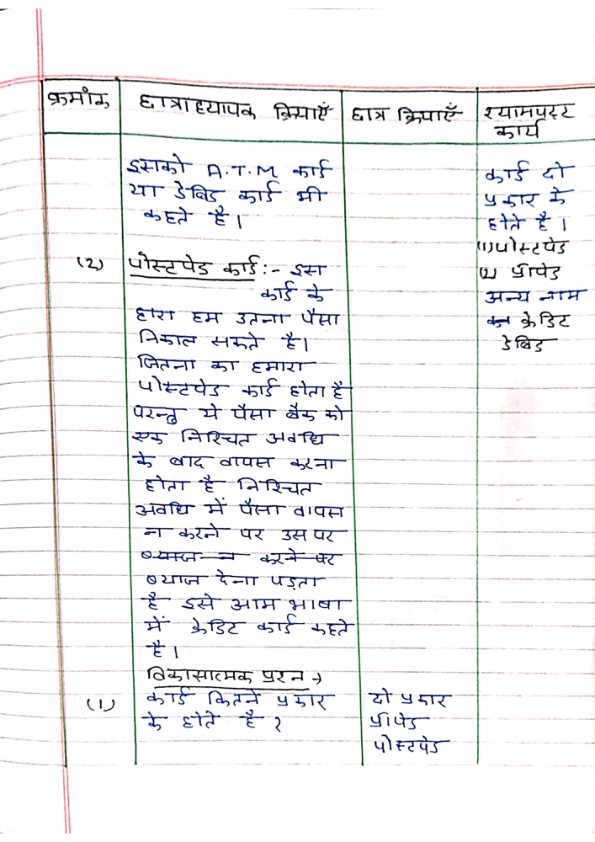 क्रमांक
छात्राध्यापक क्रियाएँ
छात्र क्रियाएँ
श्यामपट्ट
कार्य
इसको A.T.M कार्ड
या डेबिड कार्ड भी
कहते है।
(2) पोस्टपेड कार्ड:- इस
कार्ड के
द्वारा हम उतना पैसा
निकाल सकते है।
जितना का हमारा
पोस्टपेड कार्ड होता है
परन्तु ये पैसा बैंक को
एक निश्चित अवधि
के बाद वापस करना
होता है निश्चित
अवधि में पैसा वापस
न करने पर उस पर
ब्याज न करने पर
ब्याज देना पड़ता
है इसे आम भाषा
में क्रेडिट कार्ड कहते
है।
विकासात्मक प्रश्न →
(1) कार्ड कितने प्रकार
के होते है ?
दो प्रकार
प्रीपेड
पोस्टपेड
कार्ड दो
प्रकार के
होते है।
(1) पोस्टपेड
(2) प्रीपेड
अन्य नाम
क्रेडिट
डेबिड